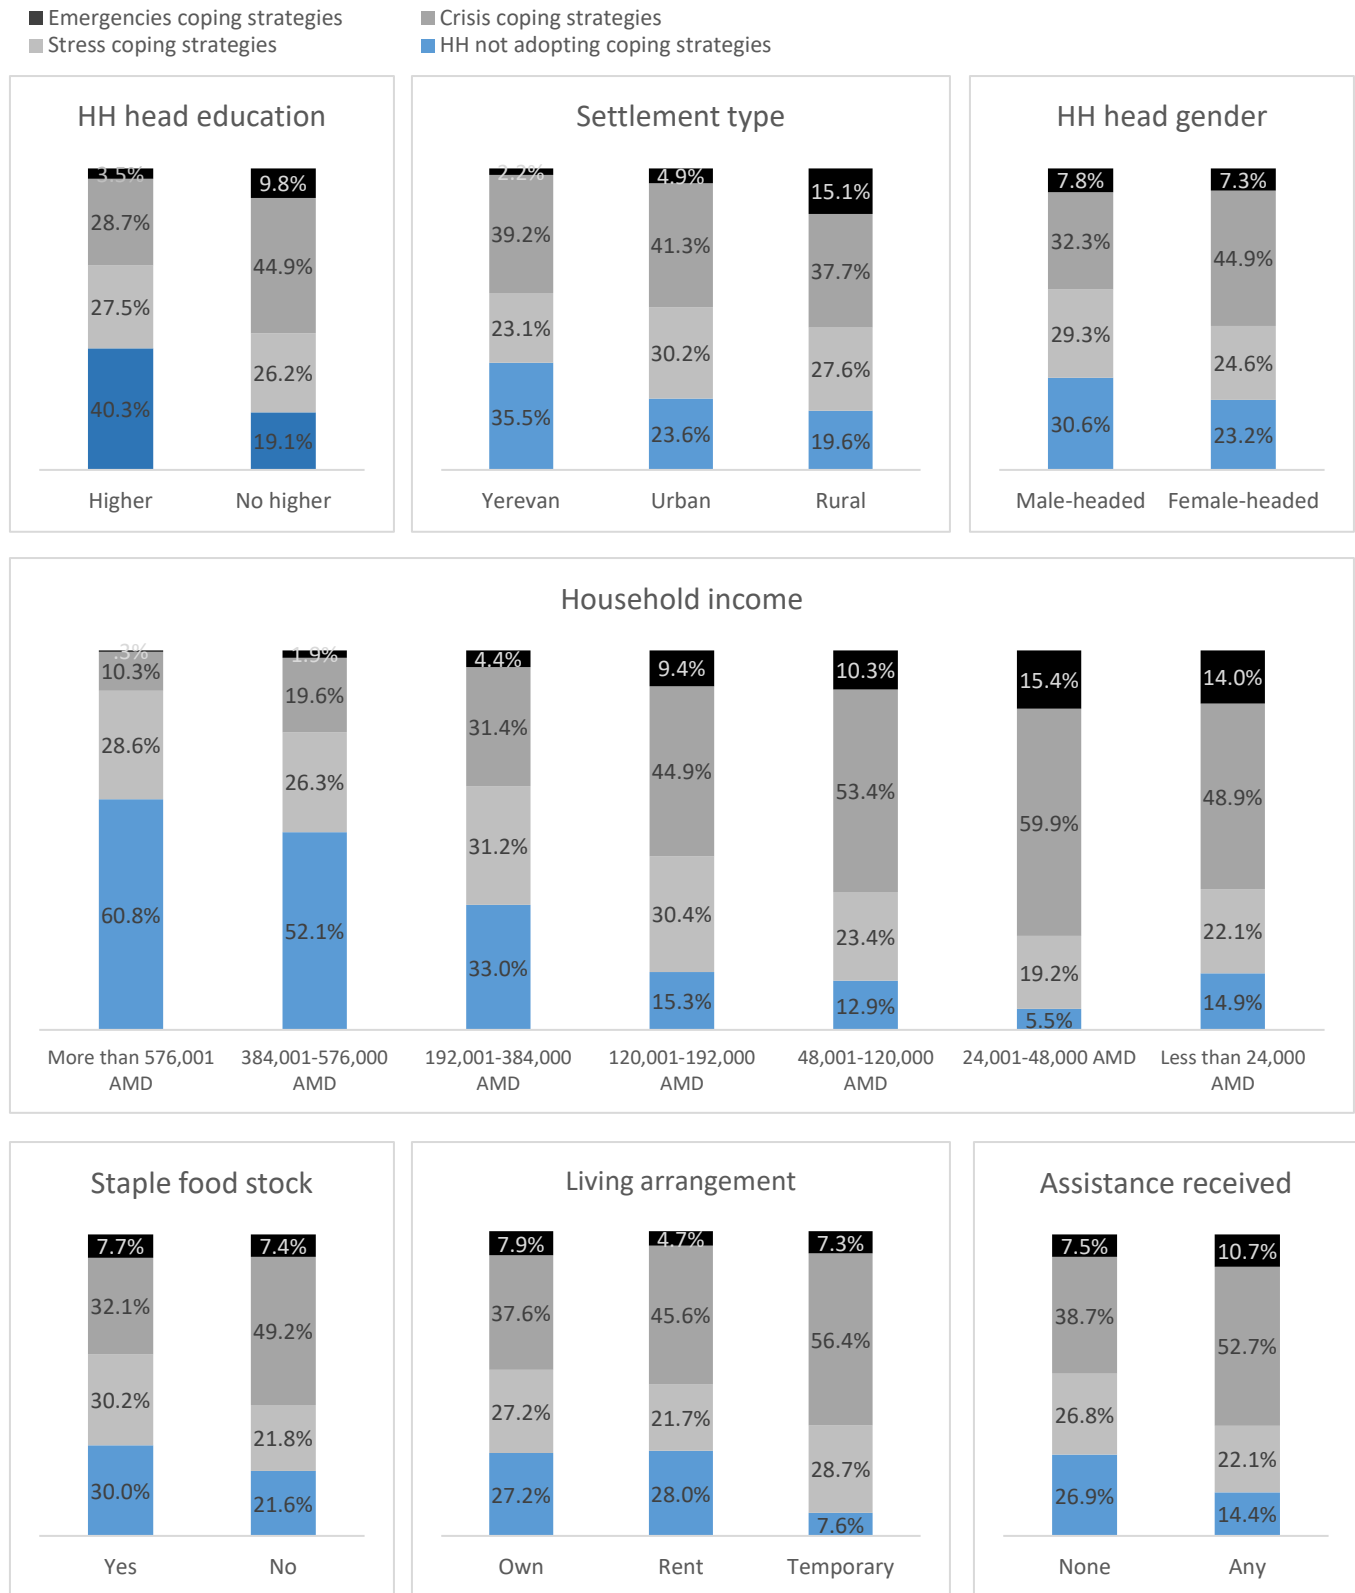 Emergencies coping strategies
Crisis coping strategies
Stress coping strategies
HH not adopting coping strategies
HH head education
3.5%
9.8%
28.7%
44.9%
27.5%
26.2%
40.3%
19.1%
Higher
No higher
Settlement type
2.2%
4.9%
15.1%
39.2%
41.3%
37.7%
23.1%
30.2%
27.6%
35.5%
23.6%
19.6%
Yerevan
Urban
Rural
HH head gender
7.8%
7.3%
32.3%
44.9%
29.3%
24.6%
30.6%
23.2%
Male-headed
Female-headed
Household income
.3%
1.9%
4.4%
9.4%
10.3%
15.4%
14.0%
10.3%
19.6%
31.4%
44.9%
53.4%
59.9%
48.9%
28.6%
26.3%
31.2%
30.4%
23.4%
19.2%
22.1%
60.8%
52.1%
33.0%
15.3%
12.9%
5.5%
14.9%
More than 576,001
AMD
384,001-576,000
AMD
192,001-384,000
AMD
120,001-192,000
AMD
48,001-120,000
AMD
24,001-48,000 AMD
Less than 24,000
AMD
Staple food stock
7.7%
7.4%
32.1%
49.2%
30.2%
21.8%
30.0%
21.6%
Yes
No
Living arrangement
7.9%
4.7%
7.3%
37.6%
45.6%
56.4%
27.2%
21.7%
28.7%
27.2%
28.0%
7.6%
Own
Rent
Temporary
Assistance received
7.5%
10.7%
38.7%
52.7%
26.8%
22.1%
26.9%
14.4%
None
Any